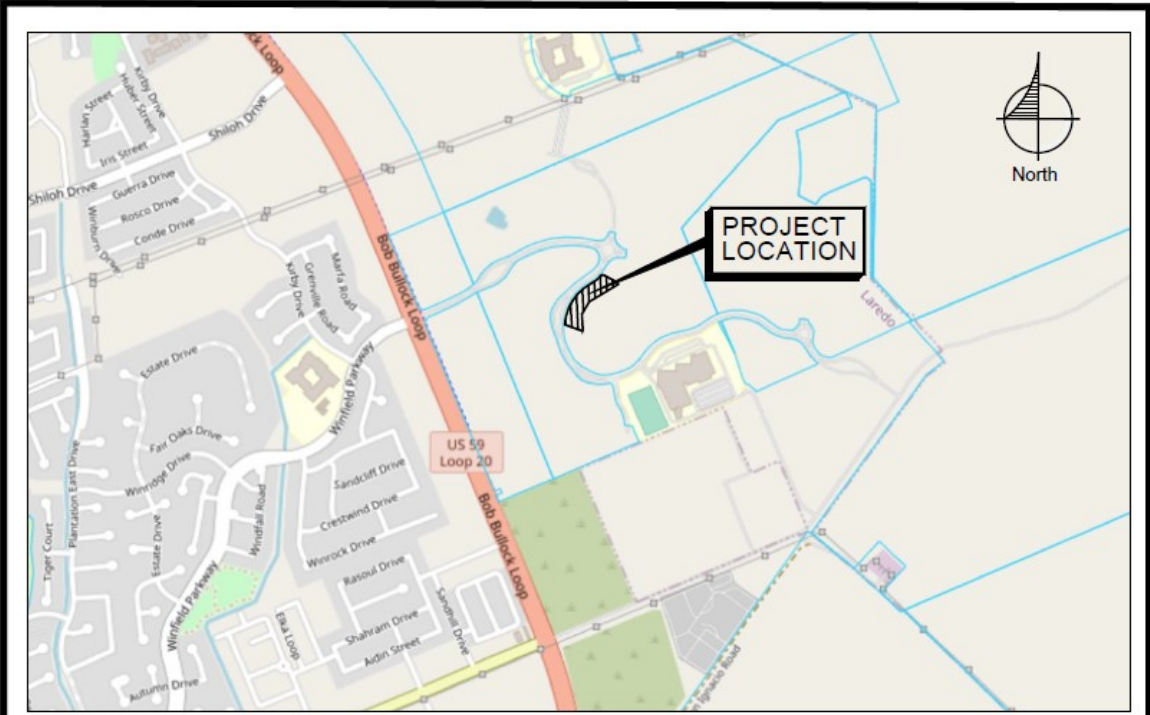 ck Loop
Kirby Drive
Huber Street
Harlan Street
Iris Street
Shiloh Drive
Shiloh Drive
Guerra Drive
Rosco Drive
Conde Drive
Winburn Drive
North
PROJECT
LOCATION
Marfa Road
Grenville Road
Kirby Drive
Bob Bullock Loop
Laredo
Estate Drive
Winfield Parkway
Fair Oaks Drive
Winridge Drive
Plantation East Drive
US 59
Loop 20
Sandcliff Drive
Crestwind Drive
Winrock Drive
Windfall Road
Estate Drive
Tiger Court
Bob Bullock Loop
Rasoul Drive
Sandhill Drive
Shahram Drive
Aidin Street
Elka Loop
Winfield Parkway
Autumn Drive
n Ignacio Road